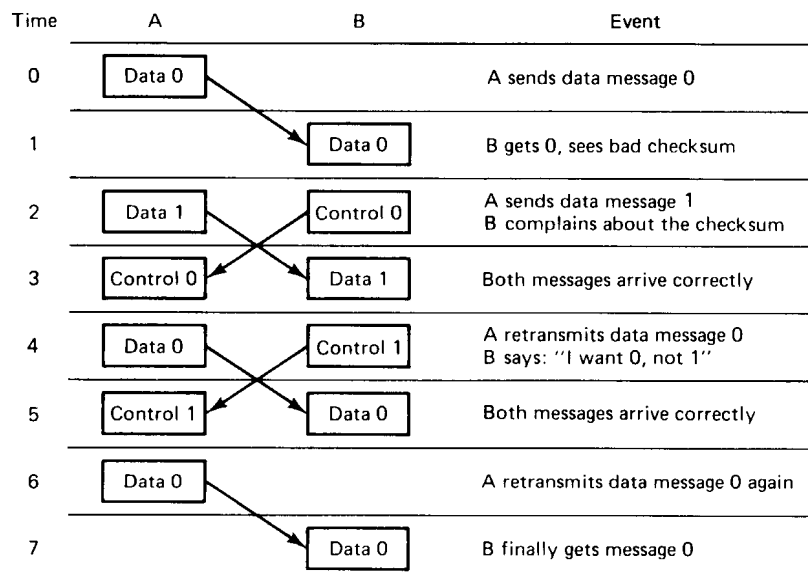 Time A B Event
0 Data 0 A sends data message 0
1 Data 0 B gets 0, sees bad checksum
2 Data 1 Control 0 A sends data message 1
B complains about the checksum
3 Control 0 Data 1 Both messages arrive correctly
4 Data 0 Control 1 A retransmits data message 0
B says: "I want 0, not 1"
5 Control 1 Data 0 Both messages arrive correctly
6 Data 0 A retransmits data message 0 again
7 Data 0 B finally gets message 0